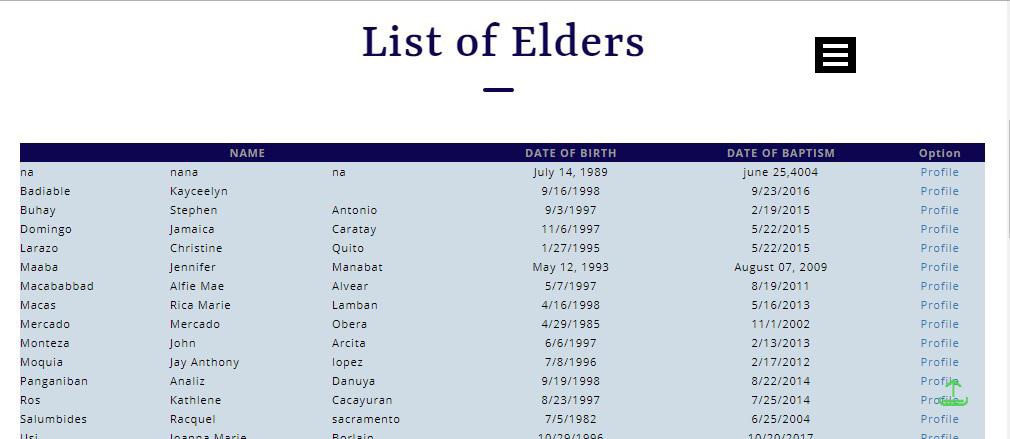 List of Elders
NAME DATE OF BIRTH DATE OF BAPTISM Option
na nana na July 14, 1989 june 25,4004 Profile
Badiable Kayceelyn 9/16/1998 9/23/2016 Profile
Buhay Stephen Antonio 9/3/1997 2/19/2015 Profile
Domingo Jamaica Caratay 11/6/1997 5/22/2015 Profile
Larazo Christine Quito 1/27/1995 5/22/2015 Profile
Maaba Jennifer Manabat May 12, 1993 August 07, 2009 Profile
Macababbad Alfie Mae Alvear 5/7/1997 8/19/2011 Profile
Macas Rica Marie Lamban 4/16/1998 5/16/2013 Profile
Mercado Mercado Obera 4/29/1985 11/1/2002 Profile
Monteza John Arcita 6/6/1997 2/13/2013 Profile
Moquia Jay Anthony lopez 7/8/1996 2/17/2012 Profile
Panganiban Analiz Danuya 9/19/1998 8/22/2014 Profile
Ros Kathlene Cacayuran 8/23/1997 7/25/2014 Profile
Salumbides Racquel sacramento 7/5/1982 6/25/2004 Profile
Usi Joanna Marie Borlain 10/29/1996 10/20/2017 Profile